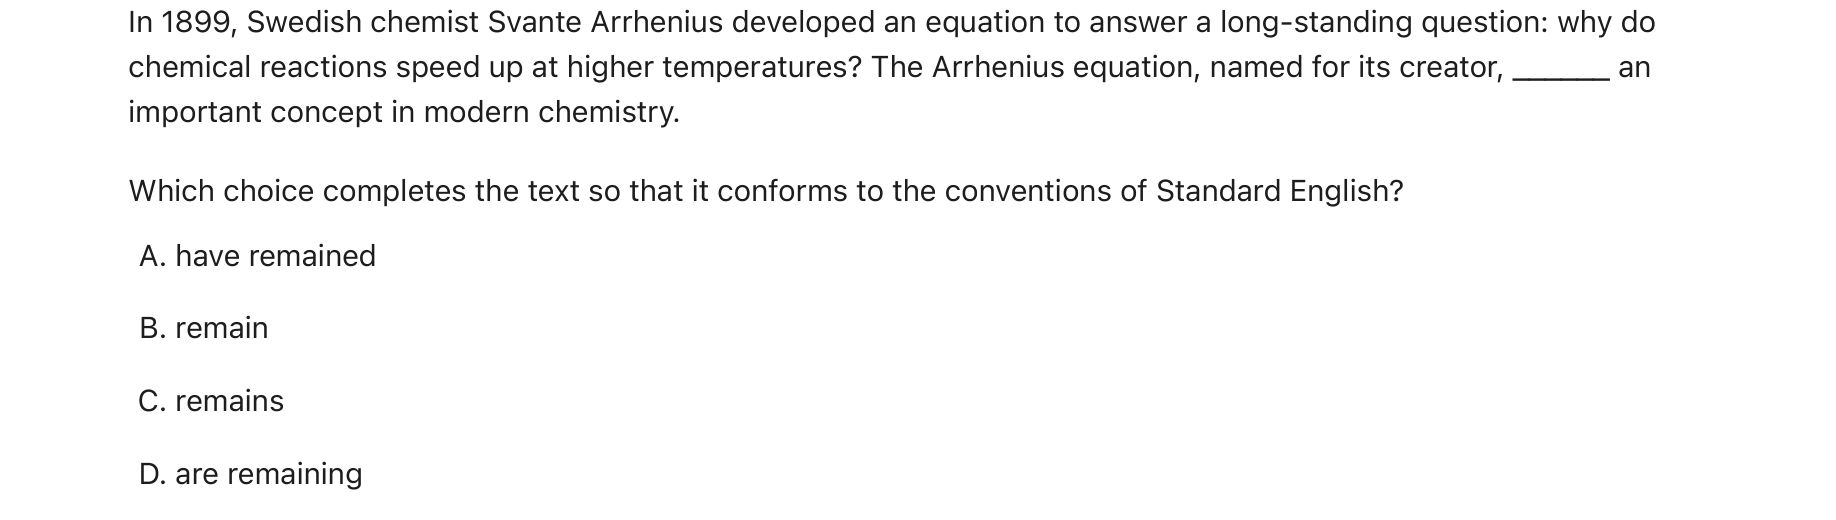 In 1899, Swedish chemist Svante Arrhenius developed an equation to answer a long-standing question: why do
chemical reactions speed up at higher temperatures? The Arrhenius equation, named for its creator, ______ an
important concept in modern chemistry.
Which choice completes the text so that it conforms to the conventions of Standard English?
A. have remained
B. remain
C. remains
D. are remaining